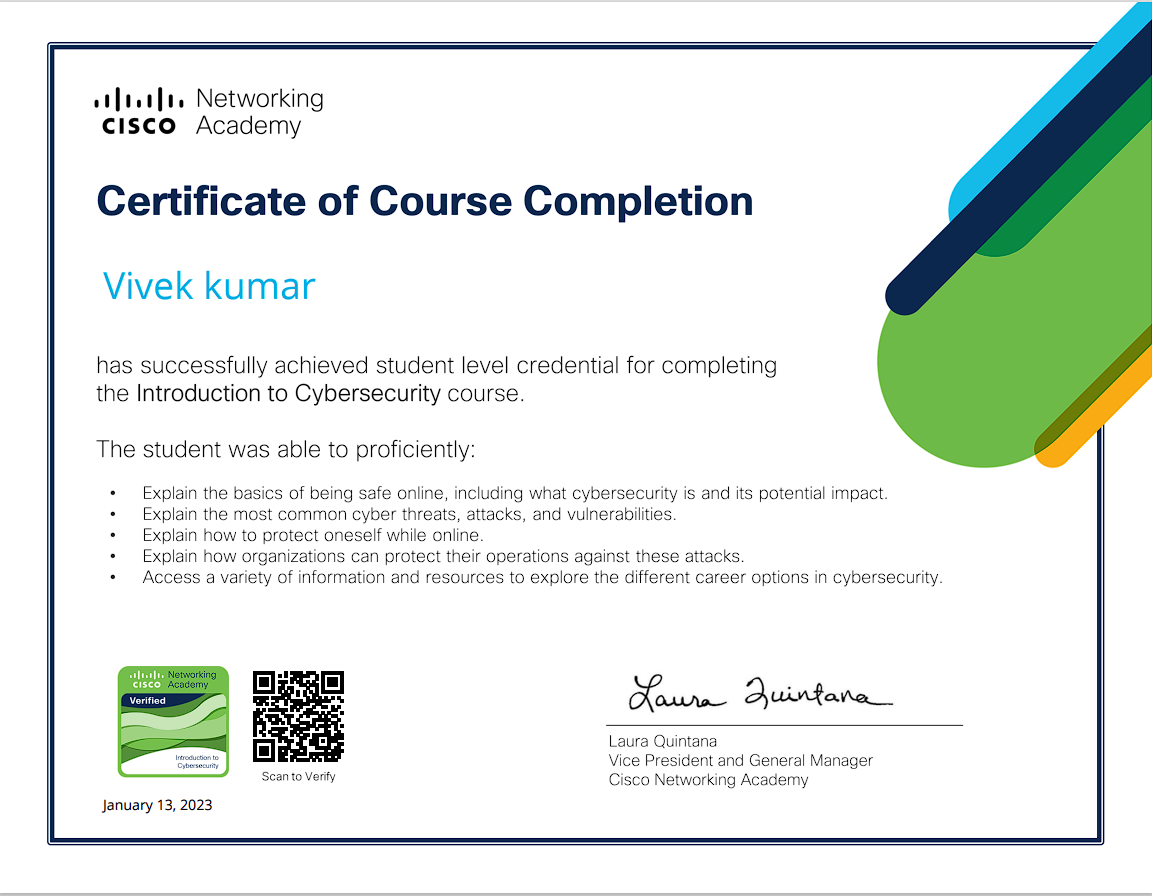 Networking
CISCO Academy
Certificate of Course Completion
Vivek kumar
has successfully achieved student level credential for completing
the Introduction to Cybersecurity course.
The student was able to proficiently:
• Explain the basics of being safe online, including what cybersecurity is and its potential impact.
• Explain the most common cyber threats, attacks, and vulnerabilities.
• Explain how to protect oneself while online.
• Explain how organizations can protect their operations against these attacks.
• Access a variety of information and resources to explore the different career options in cybersecurity.
Networking
CISCO Academy
Verified
Introduction to
Cybersecurity
Scan to Verify
January 13, 2023
Laura Quintana
Laura Quintana
Vice President and General Manager
Cisco Networking Academy